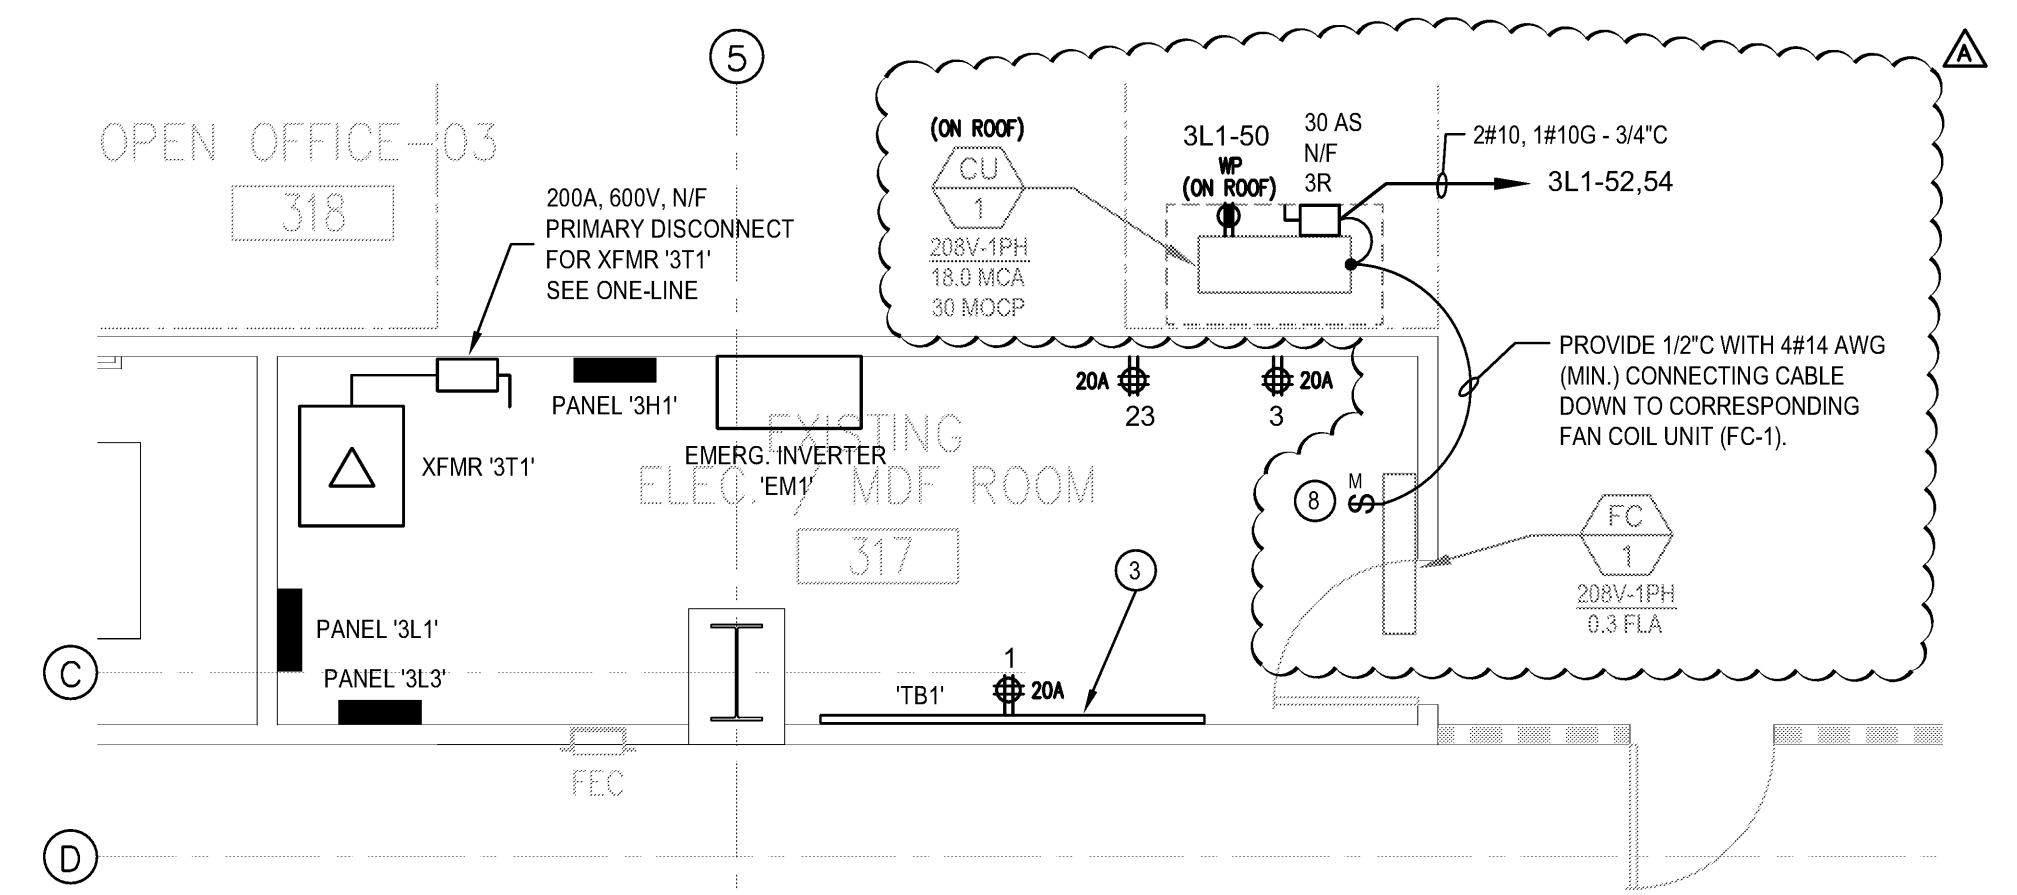 5
A
OPEN OFFICE-03
318
200A, 600V, N/F
PRIMARY DISCONNECT
FOR XFMR '3T1'
SEE ONE-LINE
(ON ROOF)
CU
1
208V-1PH
18.0 MCA
30 MOCP
3L1-50
WP
(ON ROOF)
30 AS
N/F
3R
2#10, 1#10G - 3/4"C
3L1-52,54
PROVIDE 1/2"C WITH 4#14 AWG
(MIN.) CONNECTING CABLE
DOWN TO CORRESPONDING
FAN COIL UNIT (FC-1).
PANEL '3H1'
XFMR '3T1'
EMERG. INVERTER
'EM1'
EXISTING
ELEC. / MDF ROOM
317
20A
23
20A
3
8
M
$
FC
1
208V-1PH
0.3 FLA
3
PANEL '3L1'
PANEL '3L3'
'TB1'
1
20A
C
FEC
D